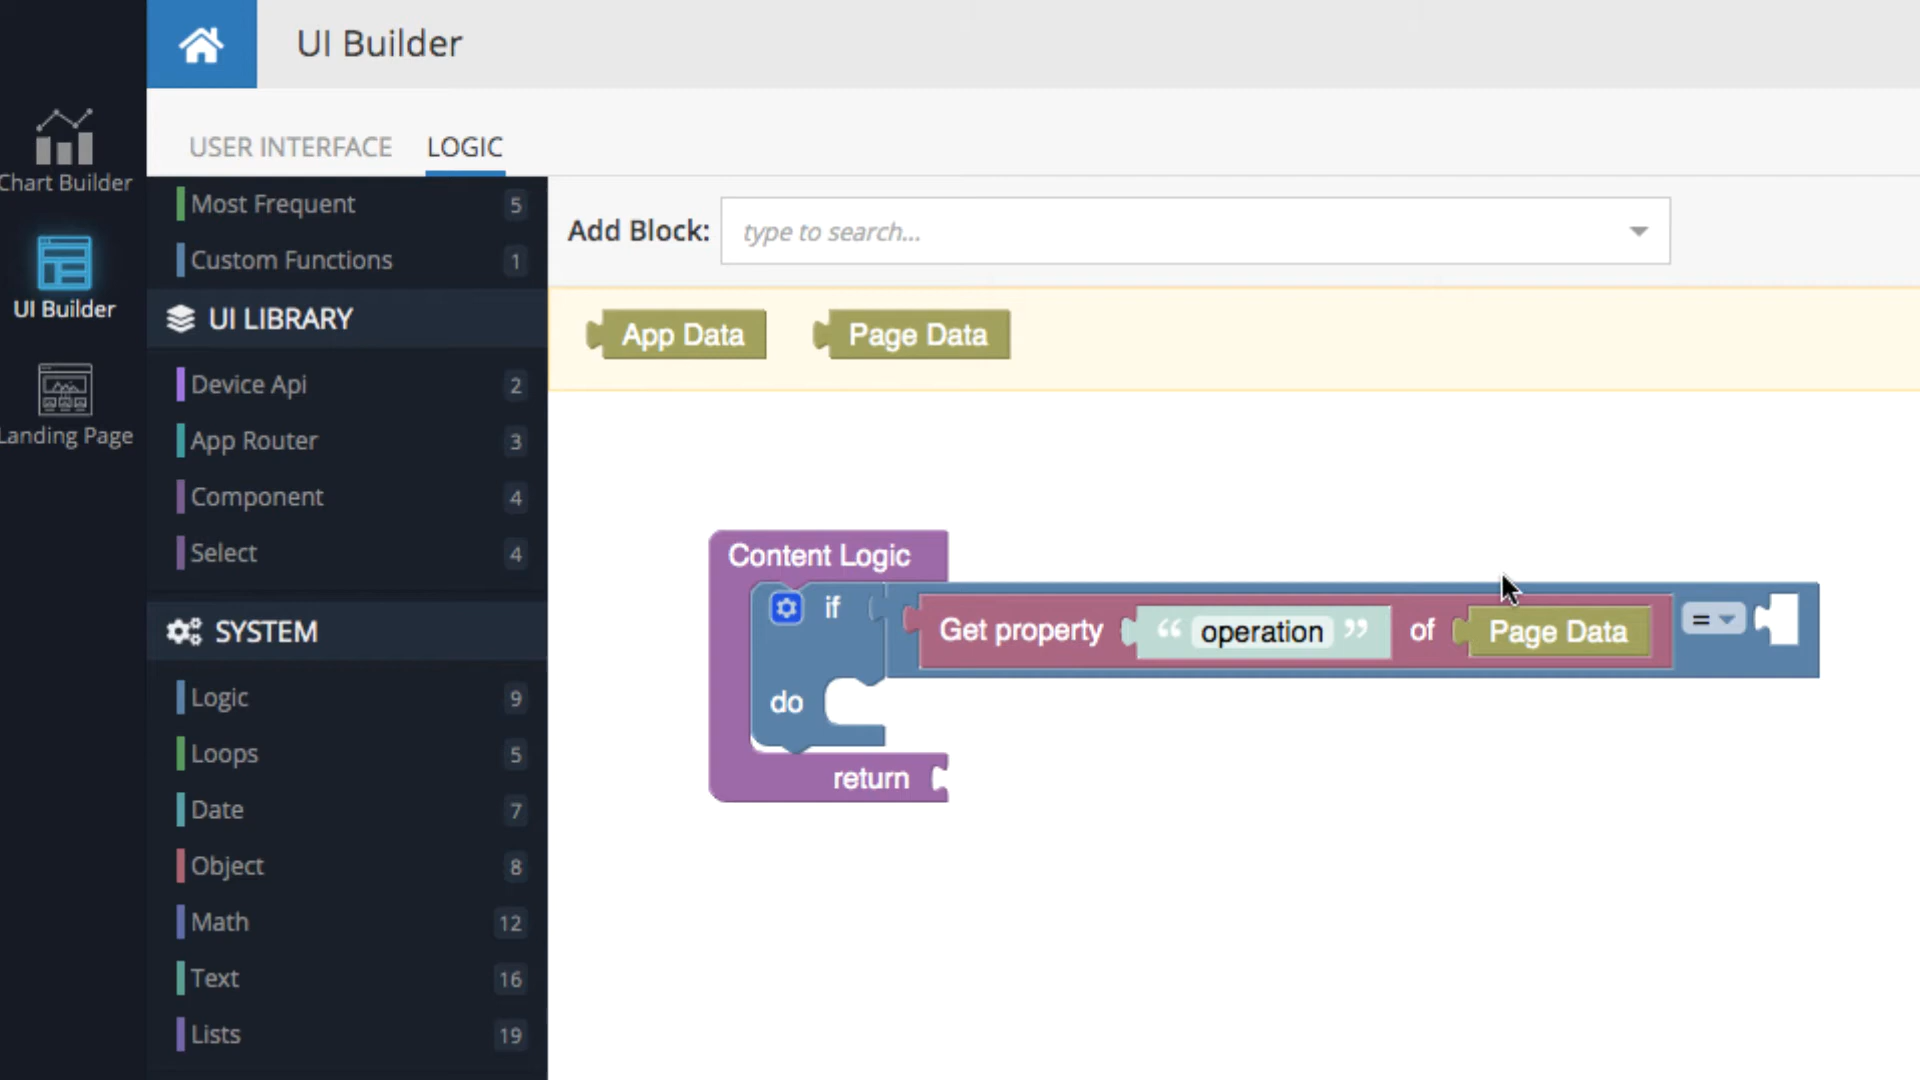 UI Builder
Chart Builder
UI Builder
Landing Page
USER INTERFACE LOGIC
Most Frequent 5
Custom Functions 1
UI LIBRARY
Device Api 2
App Router 3
Component 4
Select 4
SYSTEM
Logic 9
Loops 5
Date 7
Object 8
Math 12
Text 16
Lists 19
Add Block: type to search...
App Data Page Data
Content Logic
if Get property “ operation ” of Page Data =
do
return